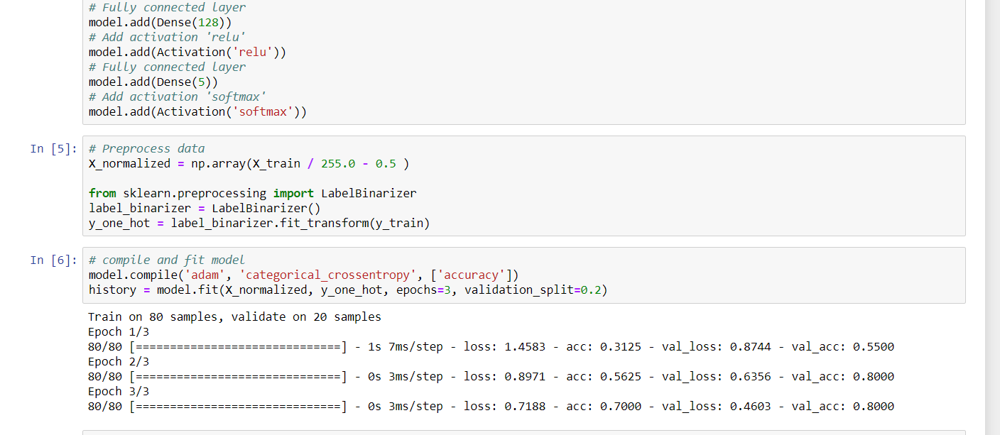 # Fully connected layer
model.add(Dense(128))
# Add activation 'relu'
model.add(Activation('relu'))
# Fully connected layer
model.add(Dense(5))
# Add activation 'softmax'
model.add(Activation('softmax'))
In [5]: # Preprocess data
X_normalized = np.array(X_train / 255.0 - 0.5 )
from sklearn.preprocessing import LabelBinarizer
label_binarizer = LabelBinarizer()
y_one_hot = label_binarizer.fit_transform(y_train)
In [6]: # compile and fit model
model.compile('adam', 'categorical_crossentropy', ['accuracy'])
history = model.fit(X_normalized, y_one_hot, epochs=3, validation_split=0.2)
Train on 80 samples, validate on 20 samples
Epoch 1/3
80/80 [==============================] - 1s 7ms/step - loss: 1.4583 - acc: 0.3125 - val_loss: 0.8744 - val_acc: 0.5500
Epoch 2/3
80/80 [==============================] - 0s 3ms/step - loss: 0.8971 - acc: 0.5625 - val_loss: 0.6356 - val_acc: 0.8000
Epoch 3/3
80/80 [==============================] - 0s 3ms/step - loss: 0.7188 - acc: 0.7000 - val_loss: 0.4603 - val_acc: 0.8000